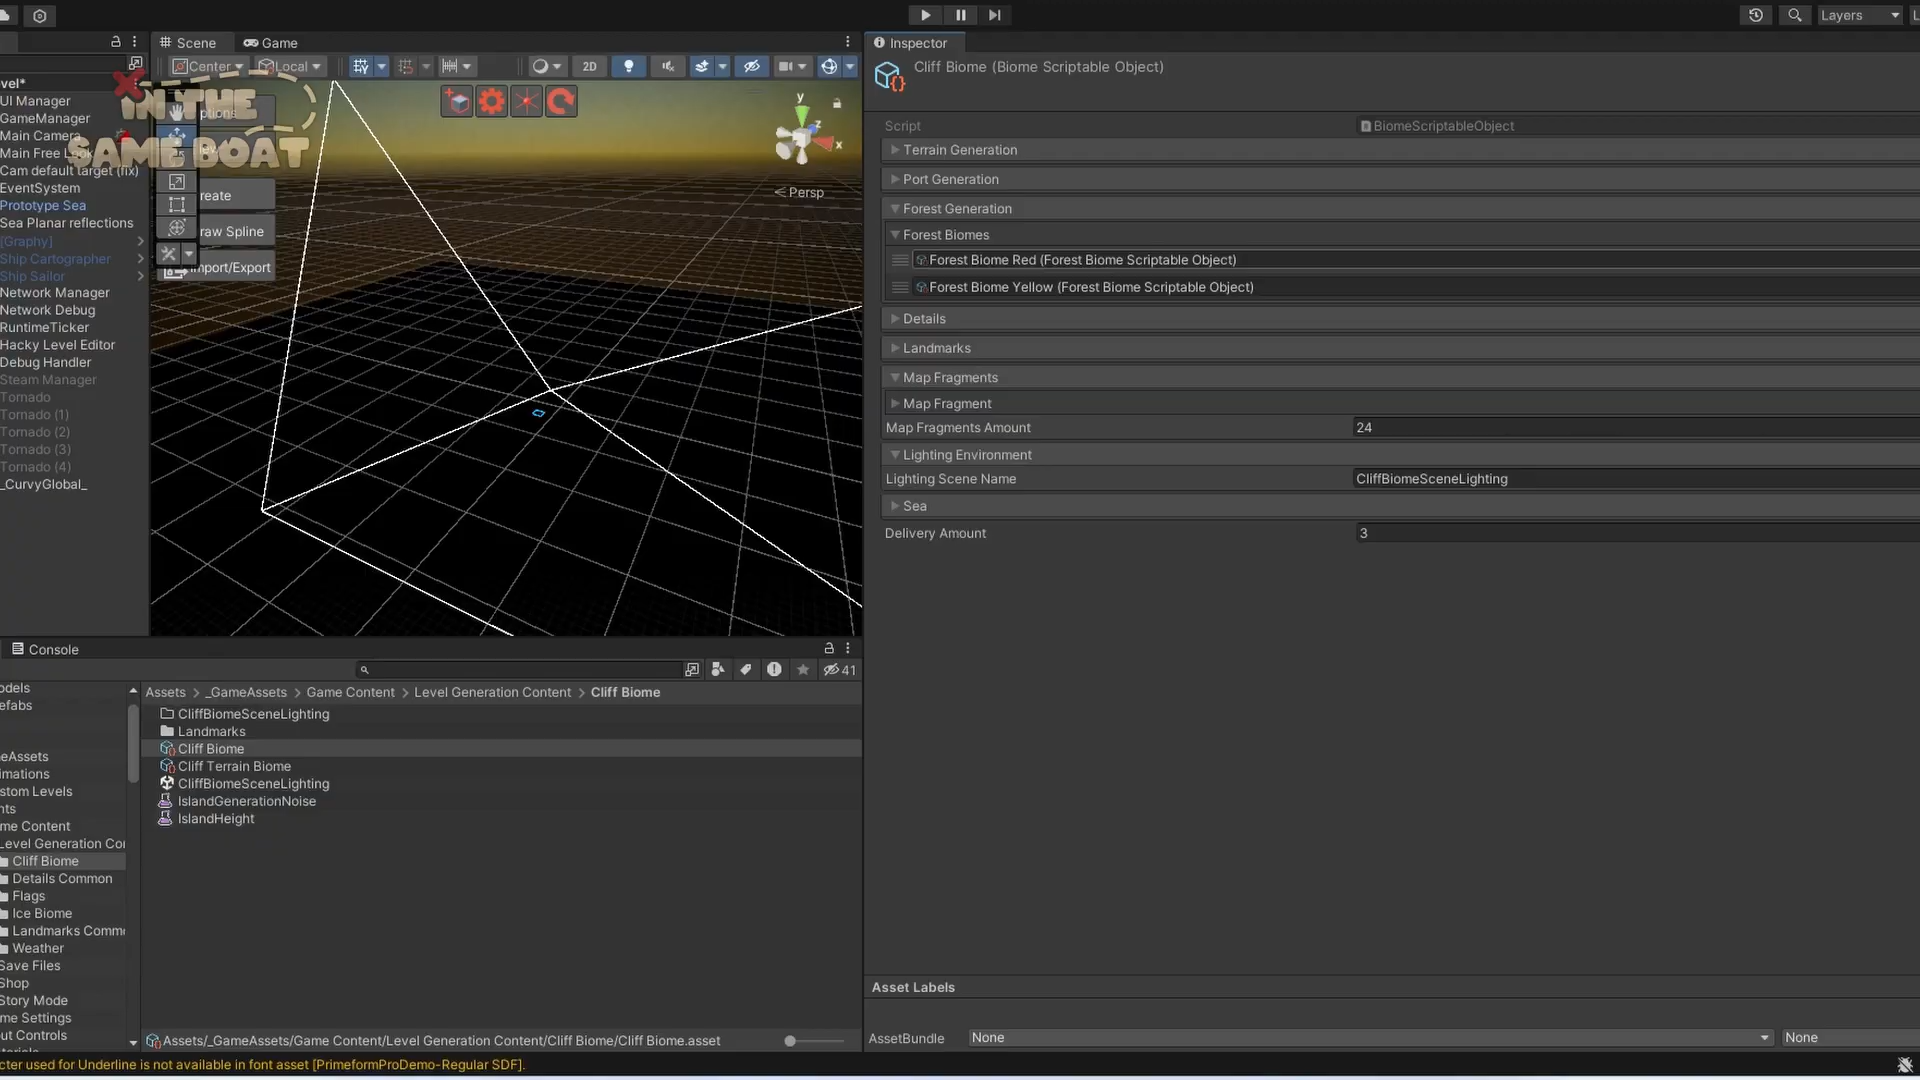 Layers
Scene
Game
Inspector
Center
Local
2D
Cliff Biome (Biome Scriptable Object)
vel*
UI Manager
GameManager
Main Camera
Main Free Look
Cam default target (fix)
EventSystem
Prototype Sea
Sea Planar reflections
[Graphy]
Ship Cartographer
Ship Sailor
Network Manager
Network Debug
RuntimeTicker
Hacky Level Editor
Debug Handler
Steam Manager
Tornado
Tornado (1)
Tornado (2)
Tornado (3)
Tornado (4)
_CurvyGlobal_
IN THE
SAME BOAT
ptions
reate
raw Spline
Import/Export
y
z
x
Persp
Script
BiomeScriptableObject
Terrain Generation
Port Generation
Forest Generation
Forest Biomes
Forest Biome Red (Forest Biome Scriptable Object)
Forest Biome Yellow (Forest Biome Scriptable Object)
Details
Landmarks
Map Fragments
Map Fragment
Map Fragments Amount
24
Lighting Environment
Lighting Scene Name
CliffBiomeSceneLighting
Sea
Delivery Amount
3
Console
41
odels
efabs
eAssets
imations
stom Levels
nts
me Content
Level Generation Co
Cliff Biome
Details Common
Flags
Ice Biome
Landmarks Comm
Weather
Save Files
Shop
Story Mode
me Settings
ut Controls
Assets > _GameAssets > Game Content > Level Generation Content > Cliff Biome
CliffBiomeSceneLighting
Landmarks
Cliff Biome
Cliff Terrain Biome
CliffBiomeSceneLighting
IslandGenerationNoise
IslandHeight
Assets/_GameAssets/Game Content/Level Generation Content/Cliff Biome/Cliff Biome.asset
Asset Labels
AssetBundle
None
None
cter used for Underline is not available in font asset [PrimeformProDemo-Regular SDF].